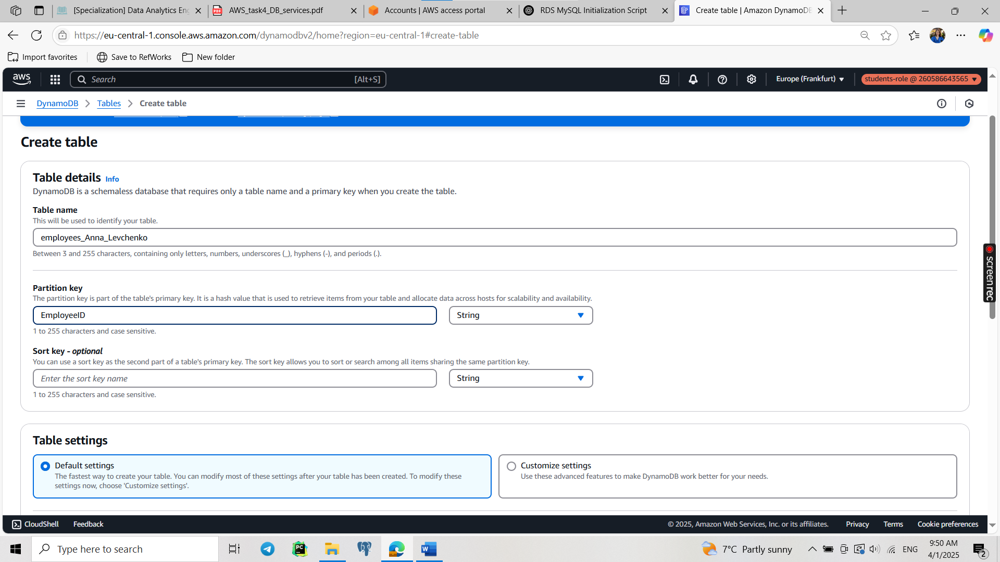 [Specialization] Data Analytics Eng
AWS_task4_DB_services.pdf
Accounts | AWS access portal
RDS MySQL Initialization Script
Create table | Amazon DynamoDB
https://eu-central-1.console.aws.amazon.com/dynamodbv2/home?region=eu-central-1#create-table
Import favorites
Save to RefWorks
New folder
aws
Search
[Alt+S]
Europe (Frankfurt)
students-role @ 260586643565
DynamoDB
Tables
Create table
Create table
Table details Info
DynamoDB is a schemaless database that requires only a table name and a primary key when you create the table.
Table name
This will be used to identify your table.
employees_Anna_Levchenko
Between 3 and 255 characters, containing only letters, numbers, underscores (_), hyphens (-), and periods (.).
Partition key
The partition key is part of the table's primary key. It is a hash value that is used to retrieve items from your table and allocate data across hosts for scalability and availability.
EmployeeID
String
1 to 255 characters and case sensitive.
Sort key - optional
You can use a sort key as the second part of a table's primary key. The sort key allows you to sort or search among all items sharing the same partition key.
Enter the sort key name
String
1 to 255 characters and case sensitive.
Table settings
Default settings
The fastest way to create your table. You can modify most of these settings after your table has been created. To modify these
settings now, choose 'Customize settings'.
Customize settings
Use these advanced features to make DynamoDB work better for your needs.
screenrec
CloudShell
Feedback
© 2025, Amazon Web Services, Inc. or its affiliates.
Privacy
Terms
Cookie preferences
Type here to search
PC
W
7°C Partly sunny
ENG
9:50 AM
4/1/2025
2